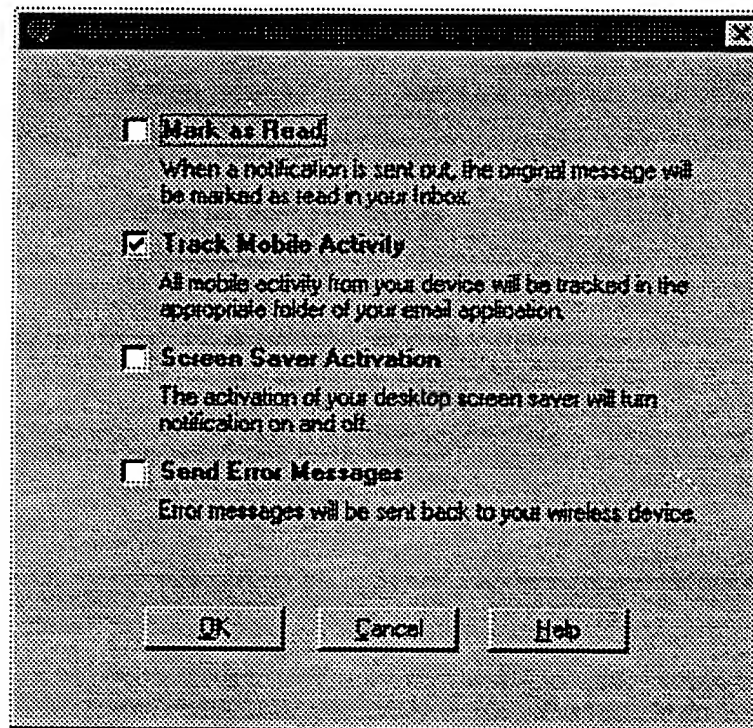 Mark as Read
When a notification is sent out, the original message will
be marked as read in your Inbox.
Track Mobile Activity
All mobile activity from your device will be tracked in the
appropriate folder of your email application.
Screen Saver Activation
The activation of your desktop screen saver will turn
notification on and off.
Send Error Messages
Error messages will be sent back to your wireless device.
OK Cancel Help